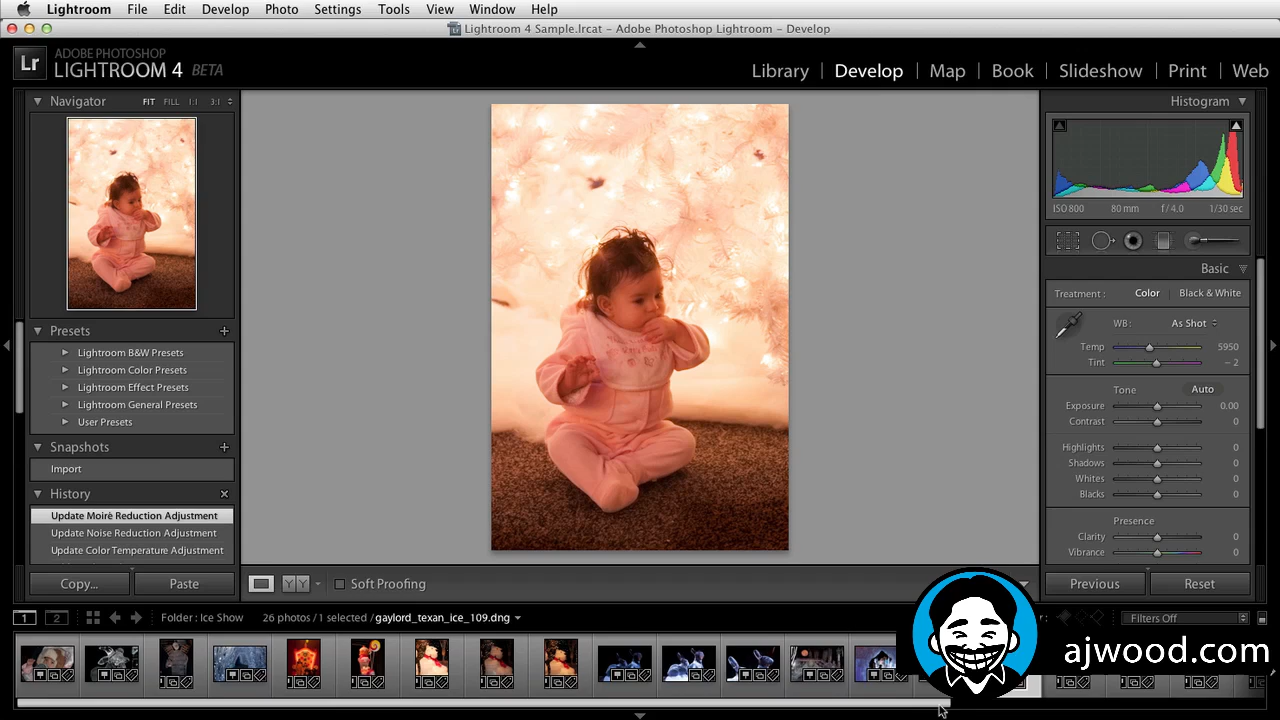 Lightroom File Edit Develop Photo Settings Tools View Window Help
Lightroom 4 Sample.lrcat – Adobe Photoshop Lightroom – Develop
Lr ADOBE PHOTOSHOP
LIGHTROOM 4 BETA
Library | Develop | Map | Book | Slideshow | Print | Web
Navigator FIT FILL 1:1 3:1
Presets +
Lightroom B&W Presets
Lightroom Color Presets
Lightroom Effect Presets
Lightroom General Presets
User Presets
Snapshots +
Import
History ×
Update Moirè Reduction Adjustment
Update Noise Reduction Adjustment
Update Color Temperature Adjustment
Copy... Paste
Soft Proofing
Histogram
ISO 800 80 mm f / 4.0 1/30 sec
Basic
Treatment : Color | Black & White
WB: As Shot
Temp 5950
Tint – 2
Tone Auto
Exposure 0.00
Contrast 0
Highlights 0
Shadows 0
Whites 0
Blacks 0
Presence
Clarity 0
Vibrance 0
Previous Reset
1 2 Folder : Ice Show 26 photos / 1 selected / gaylord_texan_ice_109.dng Filters Off
ajwood.com